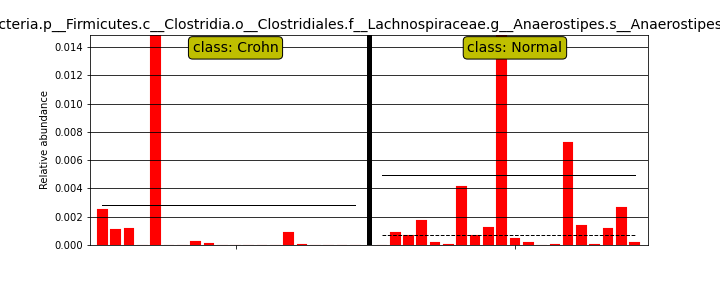 cteria.p__Firmicutes.c__Clostridia.o__Clostridiales.f__Lachnospiraceae.g__Anaerostipes.s__Anaerostipes
class: Crohn
class: Normal
Relative abundance
0.014
0.012
0.010
0.008
0.006
0.004
0.002
0.000